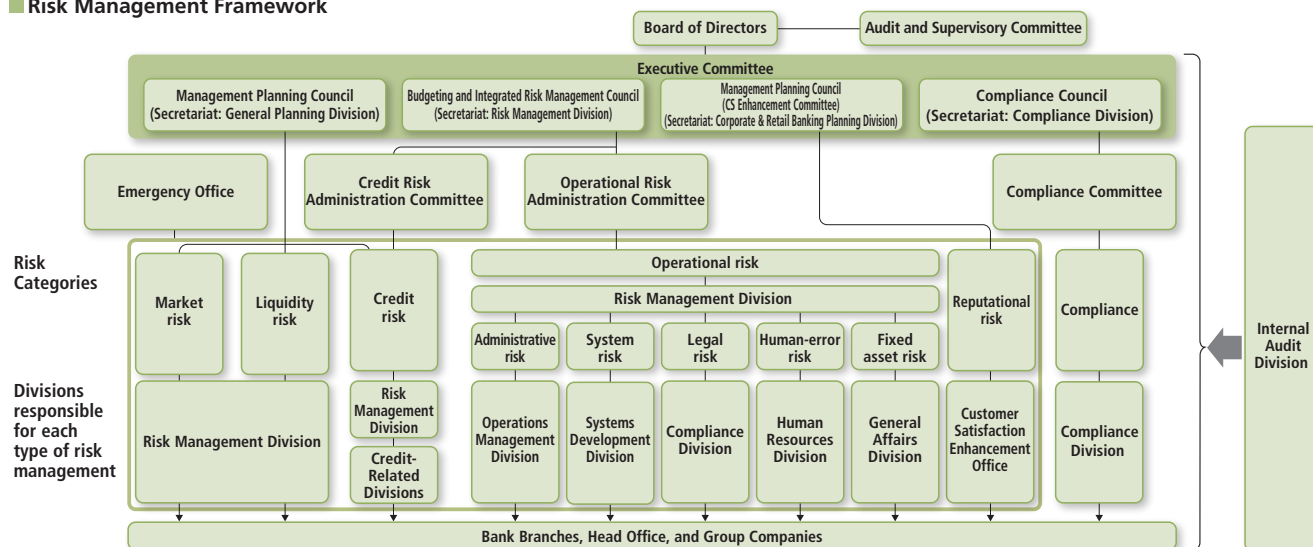 Risk Management Framework
Board of Directors
Audit and Supervisory Committee
Executive Committee
Management Planning Council
(Secretariat: General Planning Division)
Budgeting and Integrated Risk Management Council
(Secretariat: Risk Management Division)
Management Planning Council
(CS Enhancement Committee)
(Secretariat: Corporate & Retail Banking Planning Division)
Compliance Council
(Secretariat: Compliance Division)
Emergency Office
Credit Risk
Administration Committee
Operational Risk
Administration Committee
Compliance Committee
Risk
Categories
Market
risk
Liquidity
risk
Credit
risk
Operational risk
Risk Management Division
Administrative
risk
System
risk
Legal
risk
Human-error
risk
Fixed
asset risk
Reputational
risk
Compliance
Internal
Audit
Division
Divisions
responsible
for each
type of risk
management
Risk Management Division
Risk
Management
Division
Credit-
Related
Divisions
Operations
Management
Division
Systems
Development
Division
Compliance
Division
Human
Resources
Division
General
Affairs
Division
Customer
Satisfaction
Enhancement
Office
Compliance
Division
Bank Branches, Head Office, and Group Companies